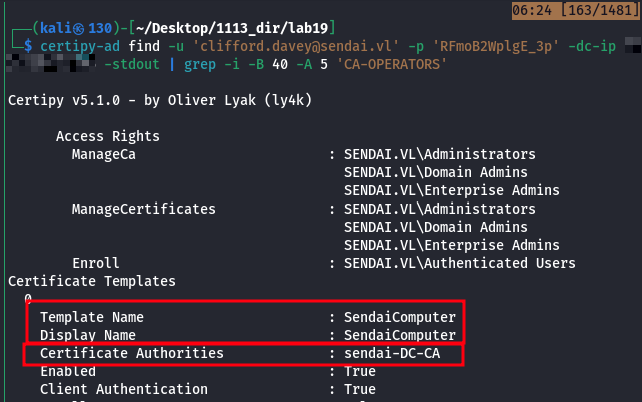 06:24 [163/1481]
┌──(kali㉿130)-[~/Desktop/1113_dir/lab19]
└─$ certipy-ad find -u 'clifford.davey@sendai.vl' -p 'RFmoB2WplgE_3p' -dc-ip
-stdout | grep -i -B 40 -A 5 'CA-OPERATORS'
Certipy v5.1.0 - by Oliver Lyak (ly4k)
Access Rights
ManageCa : SENDAI.VL\Administrators
SENDAI.VL\Domain Admins
SENDAI.VL\Enterprise Admins
ManageCertificates : SENDAI.VL\Administrators
SENDAI.VL\Domain Admins
SENDAI.VL\Enterprise Admins
Enroll : SENDAI.VL\Authenticated Users
Certificate Templates
0
Template Name : SendaiComputer
Display Name : SendaiComputer
Certificate Authorities : sendai-DC-CA
Enabled : True
Client Authentication : True